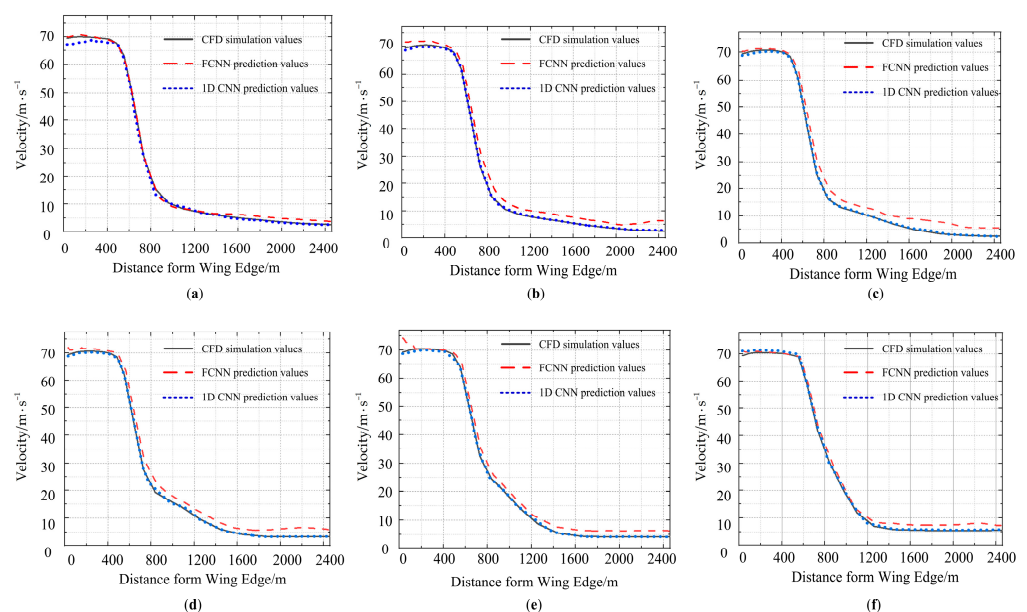 70
60
50
40
30
20
10
0
Velocity/m·s⁻¹
CFD simulation values
FCNN prediction values
1D CNN prediction values
0 400 800 1200 1600 2000 2400
Distance form Wing Edge/m
(a)
70
60
50
40
30
20
10
0
Velocity/m·s⁻¹
CFD simulation values
FCNN prediction values
1D CNN prediction values
0 400 800 1200 1600 2000 2400
Distance form Wing Edge/m
(b)
70
60
50
40
30
20
10
0
Velocity/m·s⁻¹
CFD simulation values
FCNN prediction values
1D CNN prediction values
0 400 800 1200 1600 2000 2400
Distance form Wing Edge/m
(c)
70
60
50
40
30
20
10
0
Velocity/m·s⁻¹
CFD simulation values
FCNN prediction values
1D CNN prediction values
0 400 800 1200 1600 2000 2400
Distance form Wing Edge/m
(d)
70
60
50
40
30
20
10
0
Velocity/m·s⁻¹
CFD simulation values
FCNN prediction values
1D CNN prediction values
0 400 800 1200 1600 2000 2400
Distance form Wing Edge/m
(e)
70
60
50
40
30
20
10
0
Velocity/m·s⁻¹
CFD simulation values
FCNN prediction values
1D CNN prediction values
0 400 800 1200 1600 2000 2400
Distance form Wing Edge/m
(f)